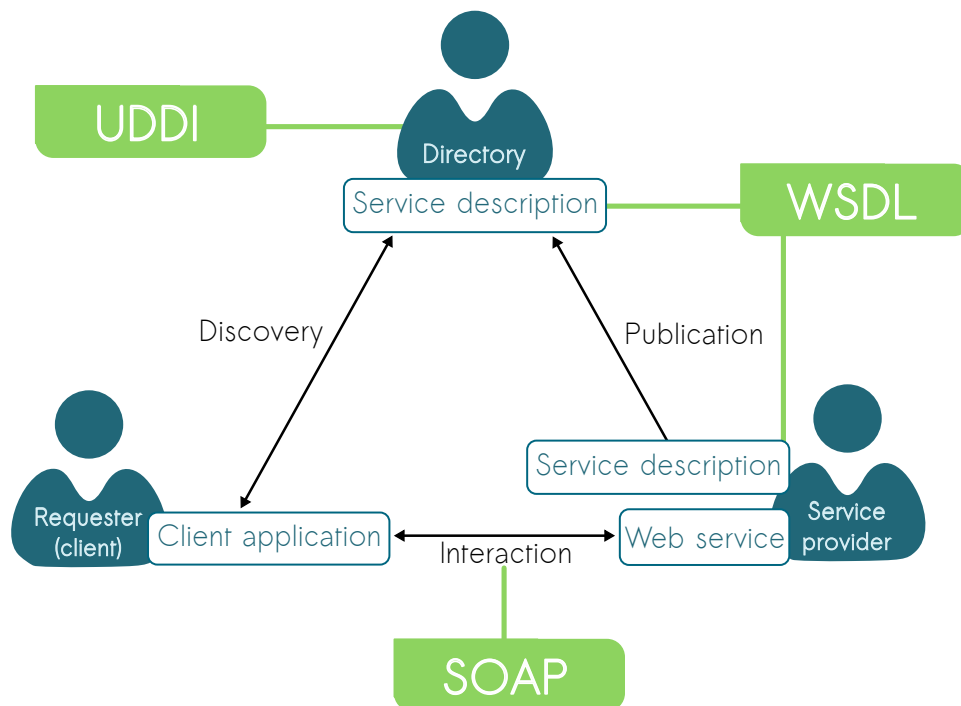 UDDI
Directory
Service description
WSDL
Discovery
Publication
Service description
Requester
(client)
Client application
Interaction
Web service
Service
provider
SOAP